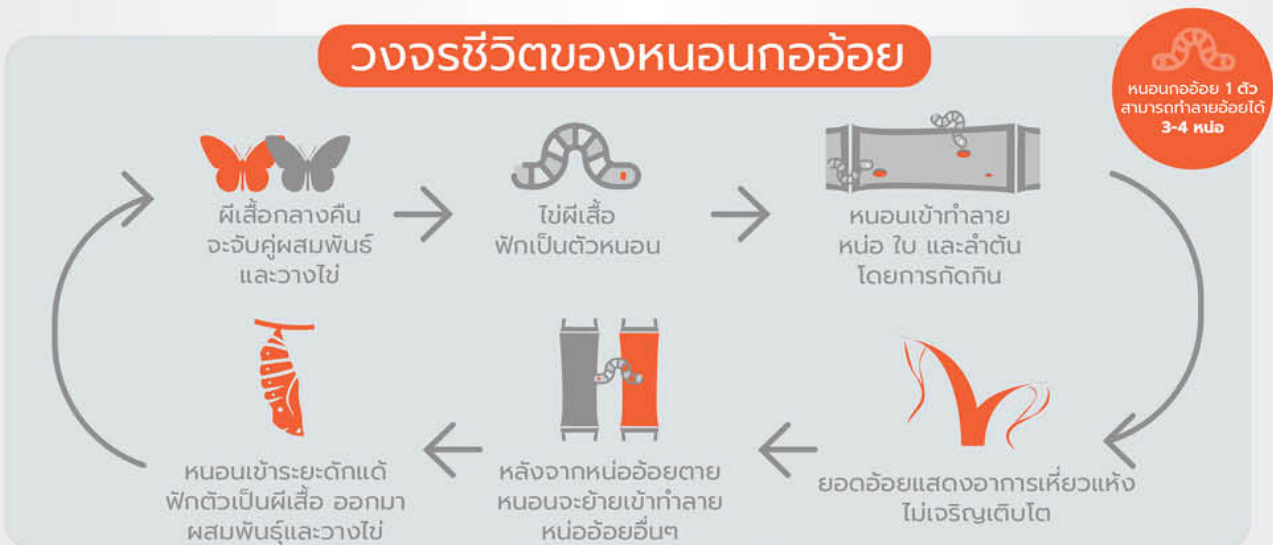 วงจรชีวิตของหนอนกออ้อย
หนอนกออ้อย 1 ตัว
สามารถทำลายอ้อยได้
3-4 หน่อ
ผีเสื้อกลางคืน
จะจับคู่ผสมพันธ์
และวางไข่
ไข่ผีเสื้อ
ฟักเป็นตัวหนอน
หนอนเข้าทำลาย
หน่อ ใบ และลำต้น
โดยการกัดกิน
ยอดอ้อยแสดงอาการเหี่ยวแห้ง
ไม่เจริญเติบโต
หลังจากหน่ออ้อยตาย
หนอนจะย้ายเข้าทำลาย
หน่ออ้อยอื่นๆ
หนอนเข้าระยะดักแด้
ฟักตัวเป็นผีเสื้อ ออกมา
ผสมพันธุ์และวางไข่